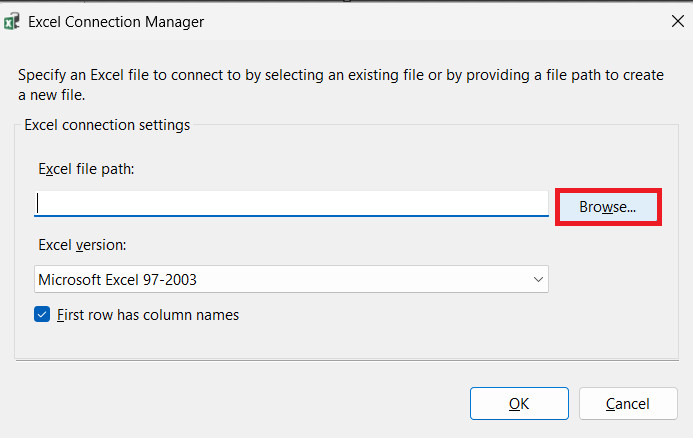 Excel Connection Manager
Specify an Excel file to connect to by selecting an existing file or by providing a file path to create
a new file.
Excel connection settings
Excel file path:
Browse...
Excel version:
Microsoft Excel 97-2003
First row has column names
OK
Cancel